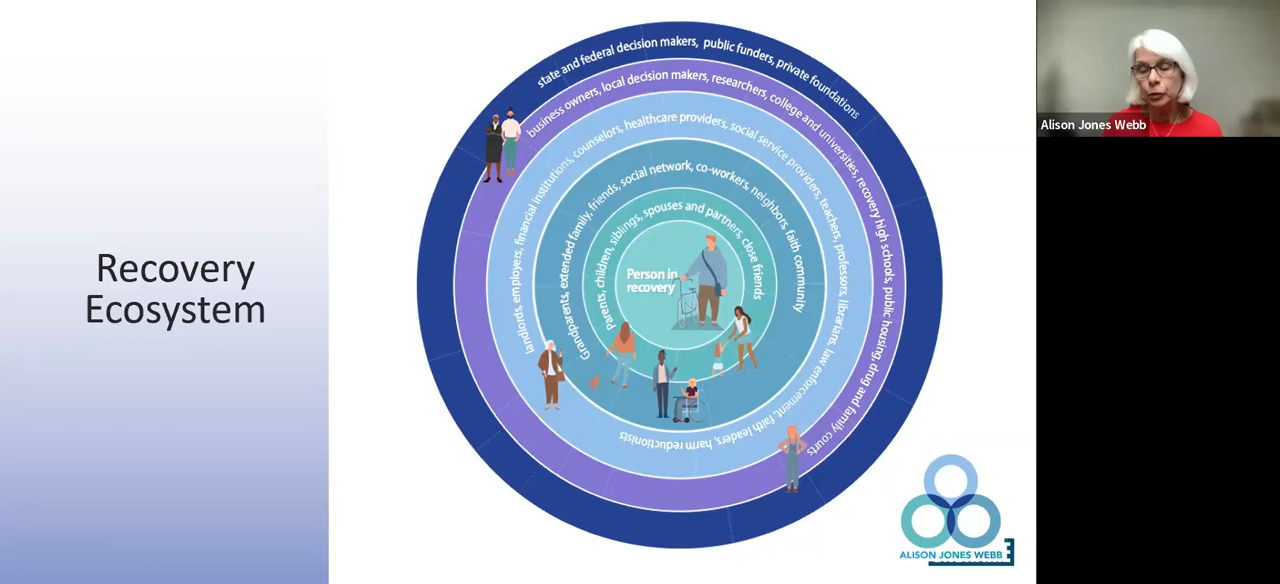 Recovery
Ecosystem
state and federal decision makers, public funders, private foundations
business owners, local decision makers, researchers, college and universities, recovery high schools, public housing, drug and family courts
landlords, employers, financial institutions, counselors, healthcare providers, social service providers, teachers, professors, librarians, law enforcement, faith leaders, harm reductionists
Grandparents, extended family, friends, social network, co-workers, neighbors, faith community
Parents, children, siblings, spouses and partners, close friends
Person in
recovery
ALISON JONES WEBB
Alison Jones Webb